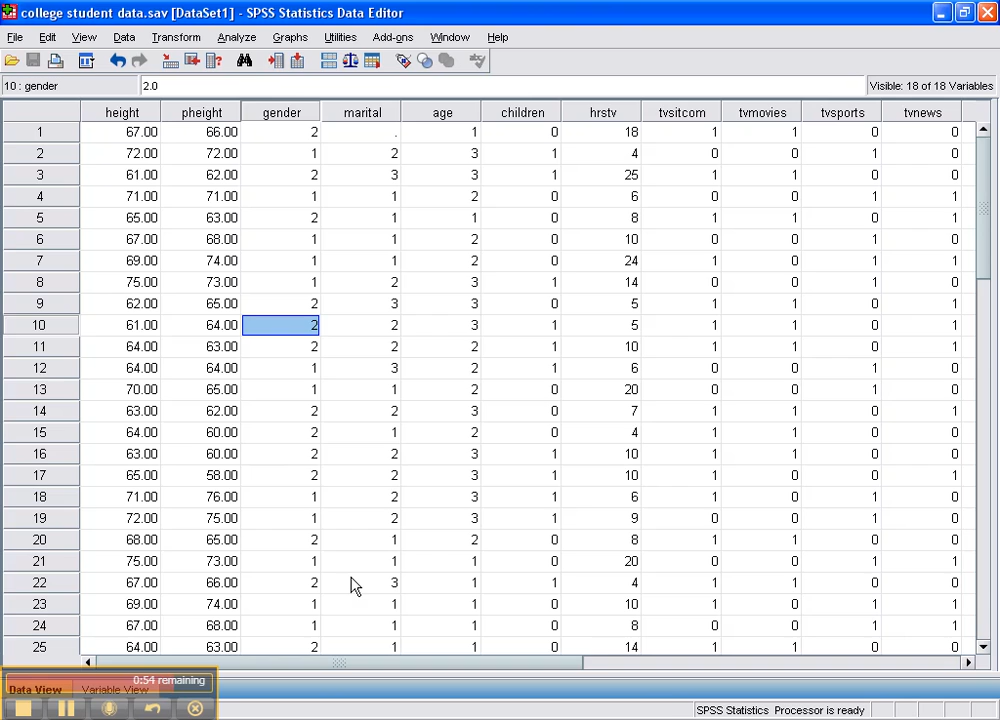 college student data.sav [DataSet1] - SPSS Statistics Data Editor
File Edit View Data Transform Analyze Graphs Utilities Add-ons Window Help
10 : gender 2.0 Visible: 18 of 18 Variables
height pheight gender marital age children hrstv tvsitcom tvmovies tvsports tvnews
1 67.00 66.00 2 . 1 0 18 1 1 0 0
2 72.00 72.00 1 2 3 1 4 0 0 1 0
3 61.00 62.00 2 3 3 1 25 1 1 0 0
4 71.00 71.00 1 1 2 0 6 0 0 1 1
5 65.00 63.00 2 1 1 0 8 1 1 0 1
6 67.00 68.00 1 1 2 0 10 0 0 1 0
7 69.00 74.00 1 1 2 0 24 1 0 1 1
8 75.00 73.00 1 2 3 1 14 0 0 1 0
9 62.00 65.00 2 3 3 0 5 1 1 0 1
10 61.00 64.00 2 2 3 1 5 1 1 0 1
11 64.00 63.00 2 2 2 1 10 1 1 0 1
12 64.00 64.00 1 3 2 1 6 0 0 1 0
13 70.00 65.00 1 1 2 0 20 0 0 1 0
14 63.00 62.00 2 2 3 0 7 1 1 0 1
15 64.00 60.00 2 1 2 0 4 1 1 0 0
16 63.00 60.00 2 2 3 1 10 1 1 0 0
17 65.00 58.00 2 2 3 1 10 1 0 0 1
18 71.00 76.00 1 2 3 1 6 1 0 1 0
19 72.00 75.00 1 2 3 1 9 0 0 1 0
20 68.00 65.00 2 1 2 0 8 1 1 0 0
21 75.00 73.00 1 1 1 0 20 1 0 1 1
22 67.00 66.00 2 3 1 1 4 1 1 0 0
23 69.00 74.00 1 1 1 0 10 1 0 1 1
24 67.00 68.00 1 1 1 0 8 0 0 1 1
25 64.00 63.00 2 1 1 0 14 1 1 0 1
0:54 remaining
Data View Variable View
SPSS Statistics Processor is ready